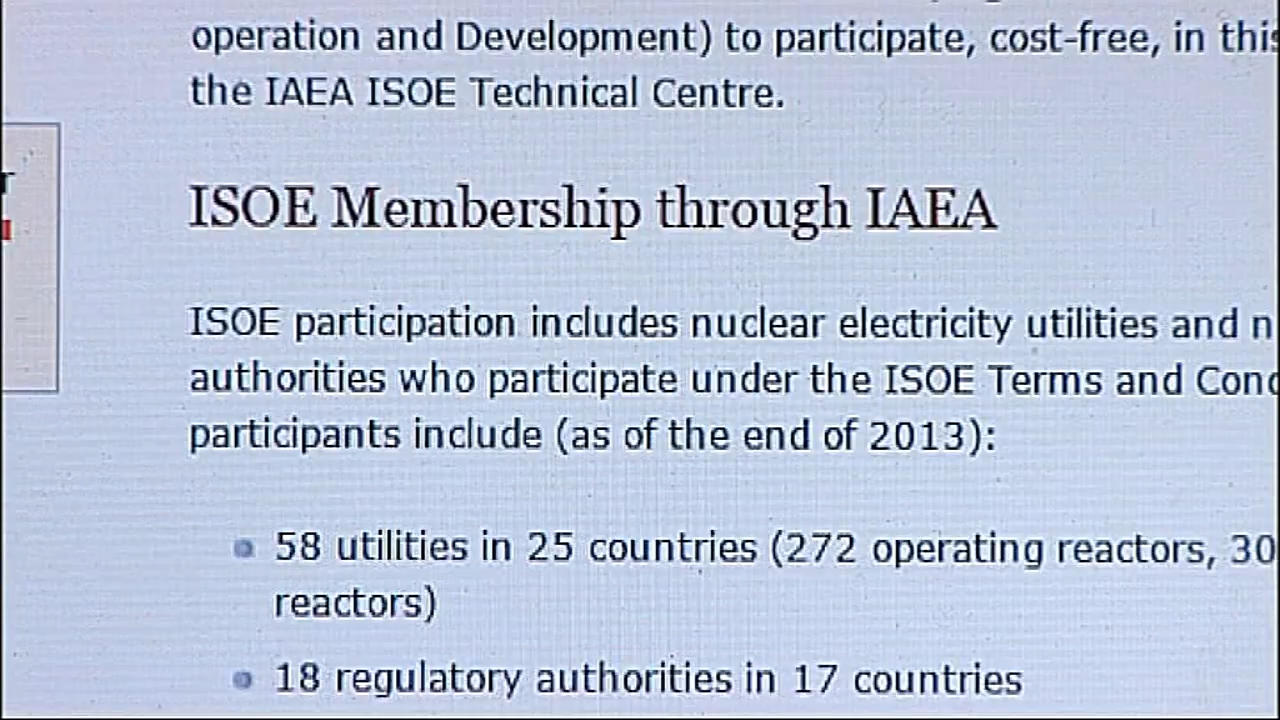 operation and Development) to participate, cost-free, in this
the IAEA ISOE Technical Centre.
ISOE Membership through IAEA
ISOE participation includes nuclear electricity utilities and n
authorities who participate under the ISOE Terms and Cond
participants include (as of the end of 2013):
58 utilities in 25 countries (272 operating reactors, 30
reactors)
18 regulatory authorities in 17 countries